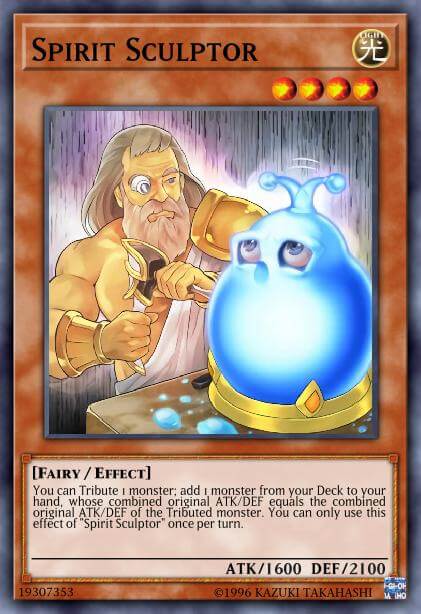 SPIRIT SCULPTOR
LIGHT
光
[FAIRY / EFFECT]
You can Tribute 1 monster; add 1 monster from your Deck to your
hand, whose combined original ATK/DEF equals the combined
original ATK/DEF of the Tributed monster. You can only use this
effect of "Spirit Sculptor" once per turn.
ATK/1600 DEF/2100
19307353
©1996 KAZUKI TAKAHASHI